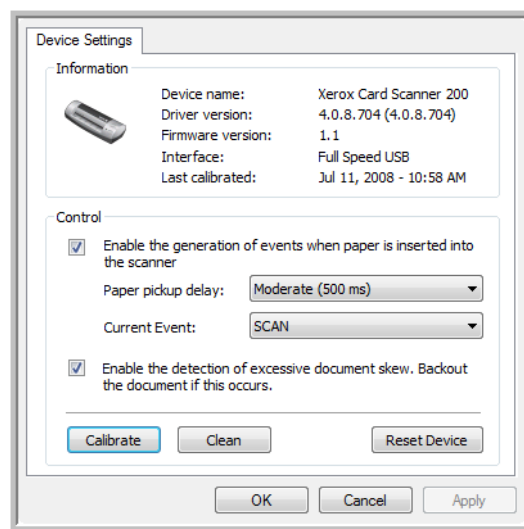 Device Settings
Information
Device name: Xerox Card Scanner 200
Driver version: 4.0.8.704 (4.0.8.704)
Firmware version: 1.1
Interface: Full Speed USB
Last calibrated: Jul 11, 2008 - 10:58 AM
Control
Enable the generation of events when paper is inserted into
the scanner
Paper pickup delay: Moderate (500 ms)
Current Event: SCAN
Enable the detection of excessive document skew. Backout
the document if this occurs.
Calibrate Clean Reset Device
OK Cancel Apply